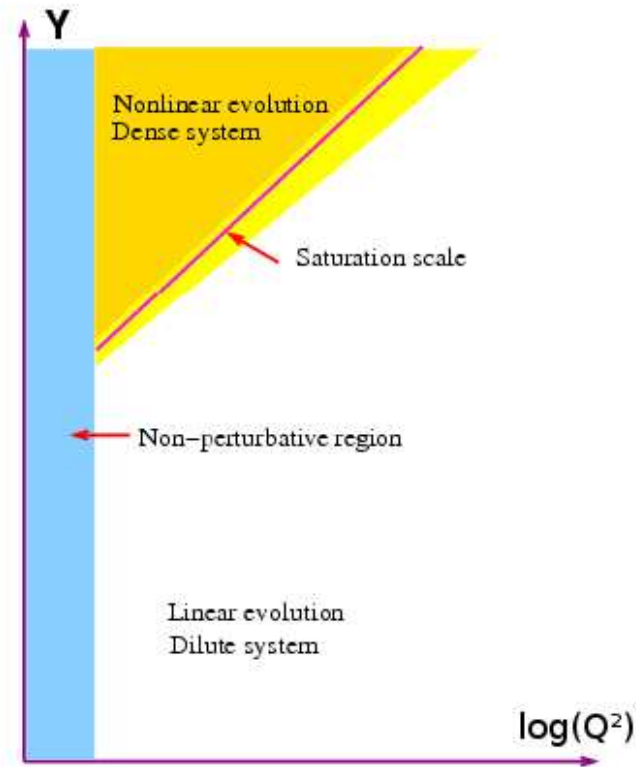 Y
Nonlinear evolution
Dense system
Saturation scale
Non−perturbative region
Linear evolution
Dilute system
log(Q²)